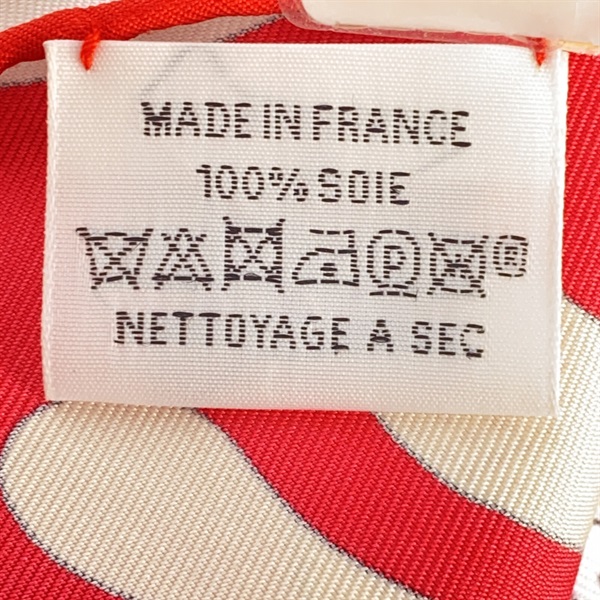 MADE IN FRANCE
100% SOIE
P ®
NETTOYAGE A SEC